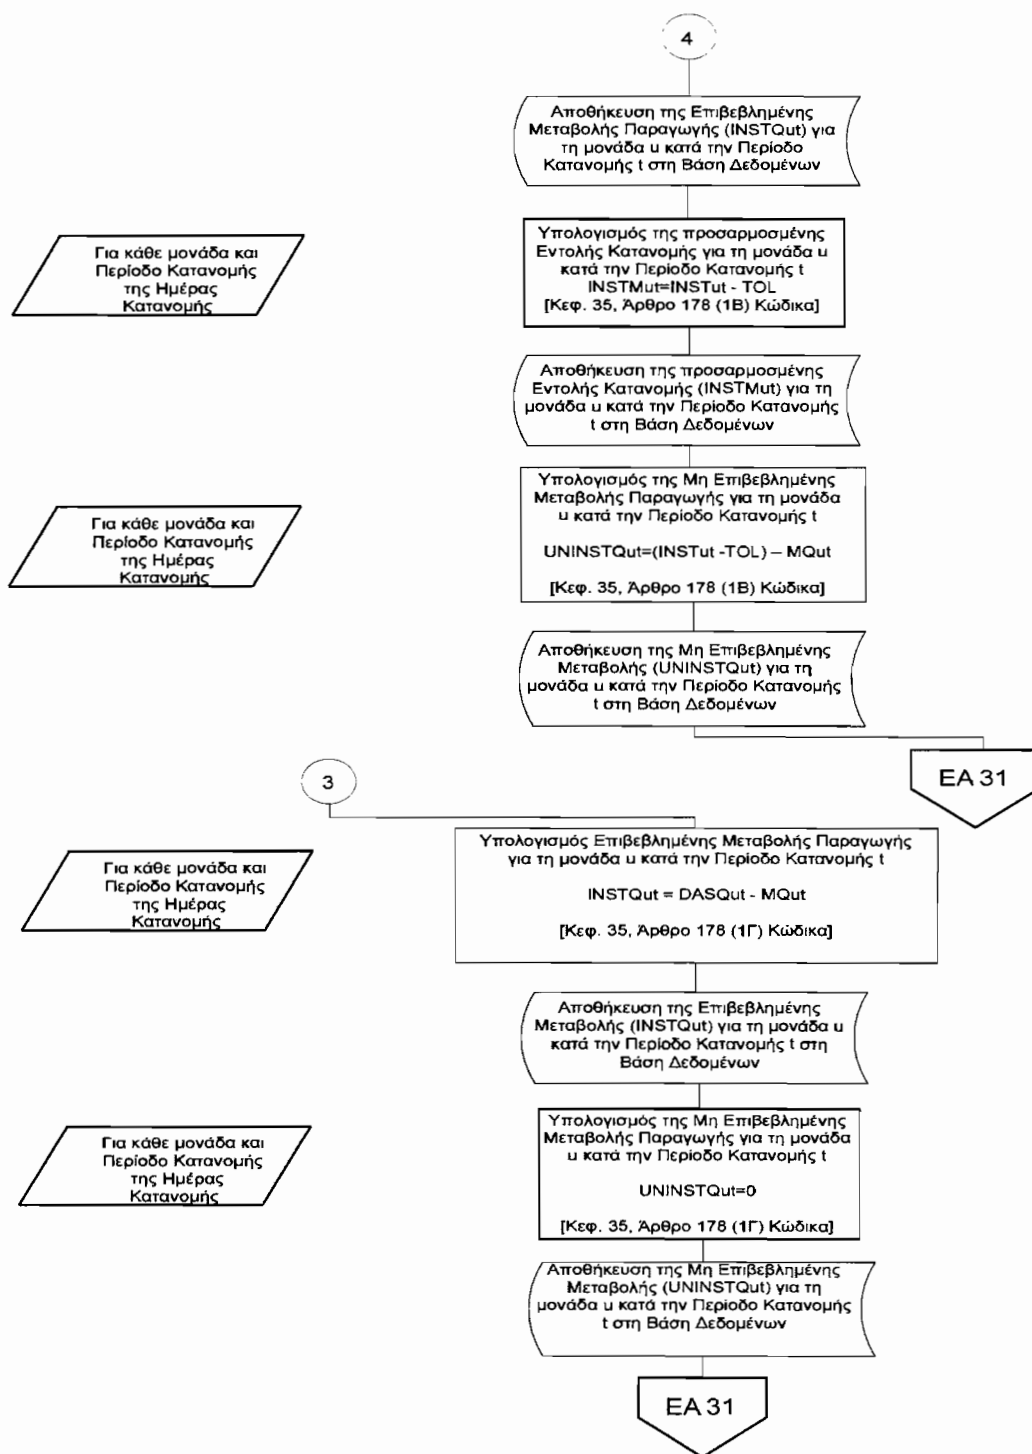 4
Αποθήκευση της Επιβεβλημένης
Μεταβολής Παραγωγής (INSTQut) για
τη μονάδα u κατά την Περίοδο
Κατανομής t στη Βάση Δεδομένων
Για κάθε μονάδα και
Περίοδο Κατανομής
της Ημέρας
Κατανομής
Υπολογισμός της προσαρμοσμένης
Εντολής Κατανομής για τη μονάδα u
κατά την Περίοδο Κατανομής t
INSTMut=INSTut - TOL
[Κεφ. 35, Άρθρο 178 (1Β) Κώδικα]
Αποθήκευση της προσαρμοσμένης
Εντολής Κατανομής (INSTMut) για τη
μονάδα u κατά την Περίοδο Κατανομής
t στη Βάση Δεδομένων
Για κάθε μονάδα και
Περίοδο Κατανομής
της Ημέρας
Κατανομής
Υπολογισμός της Μη Επιβεβλημένης
Μεταβολής Παραγωγής για τη μονάδα
u κατά την Περίοδο Κατανομής t
UNINSTQut=(INSTut -TOL) – MQut
[Κεφ. 35, Άρθρο 178 (1Β) Κώδικα]
Αποθήκευση της Μη Επιβεβλημένης
Μεταβολής (UNINSTQut) για τη
μονάδα u κατά την Περίοδο Κατανομής
t στη Βάση Δεδομένων
EA 31
3
Για κάθε μονάδα και
Περίοδο Κατανομής
της Ημέρας
Κατανομής
Υπολογισμός Επιβεβλημένης Μεταβολής Παραγωγής
για τη μονάδα u κατά την Περίοδο Κατανομής t
INSTQut = DASQut - MQut
[Κεφ. 35, Άρθρο 178 (1Γ) Κώδικα]
Αποθήκευση της Επιβεβλημένης
Μεταβολής (INSTQut) για τη μονάδα u
κατά την Περίοδο Κατανομής t στη
Βάση Δεδομένων
Για κάθε μονάδα και
Περίοδο Κατανομής
της Ημέρας
Κατανομής
Υπολογισμός της Μη Επιβεβλημένης
Μεταβολής Παραγωγής για τη μονάδα
u κατά την Περίοδο Κατανομής t
UNINSTQut=0
[Κεφ. 35, Άρθρο 178 (1Γ) Κώδικα]
Αποθήκευση της Μη Επιβεβλημένης
Μεταβολής (UNINSTQut) για τη
μονάδα u κατά την Περίοδο Κατανομής
t στη Βάση Δεδομένων
EA 31